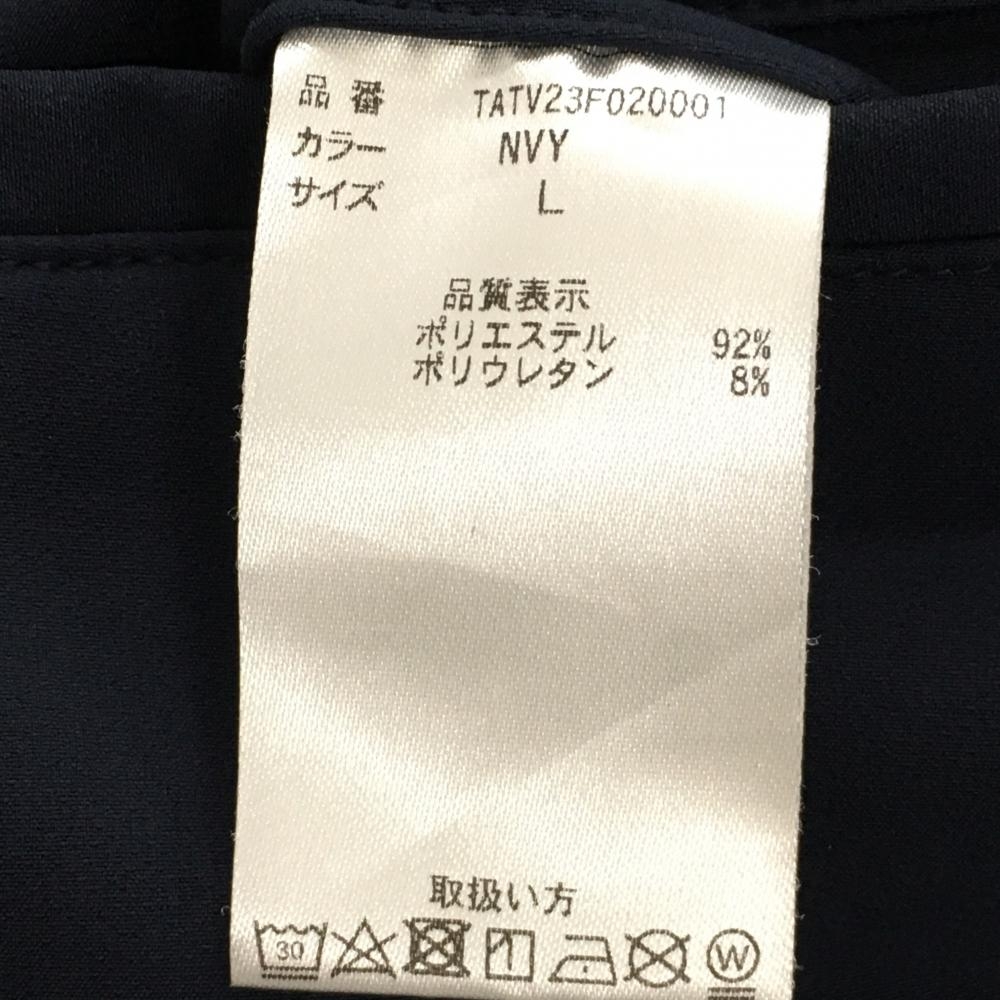 品番 TATV23F020001
カラー NVY
サイズ L
品質表示
ポリエステル 92%
ポリウレタン 8%
取扱い方
30 W